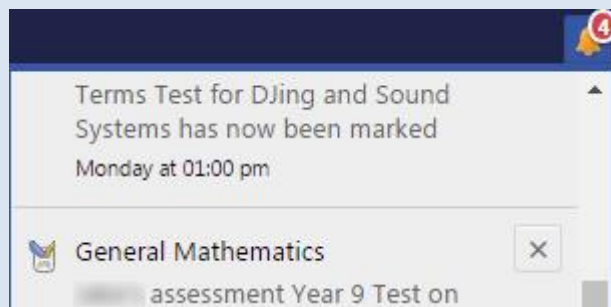 4
Terms Test for DJing and Sound
Systems has now been marked
Monday at 01:00 pm
General Mathematics
assessment Year 9 Test on